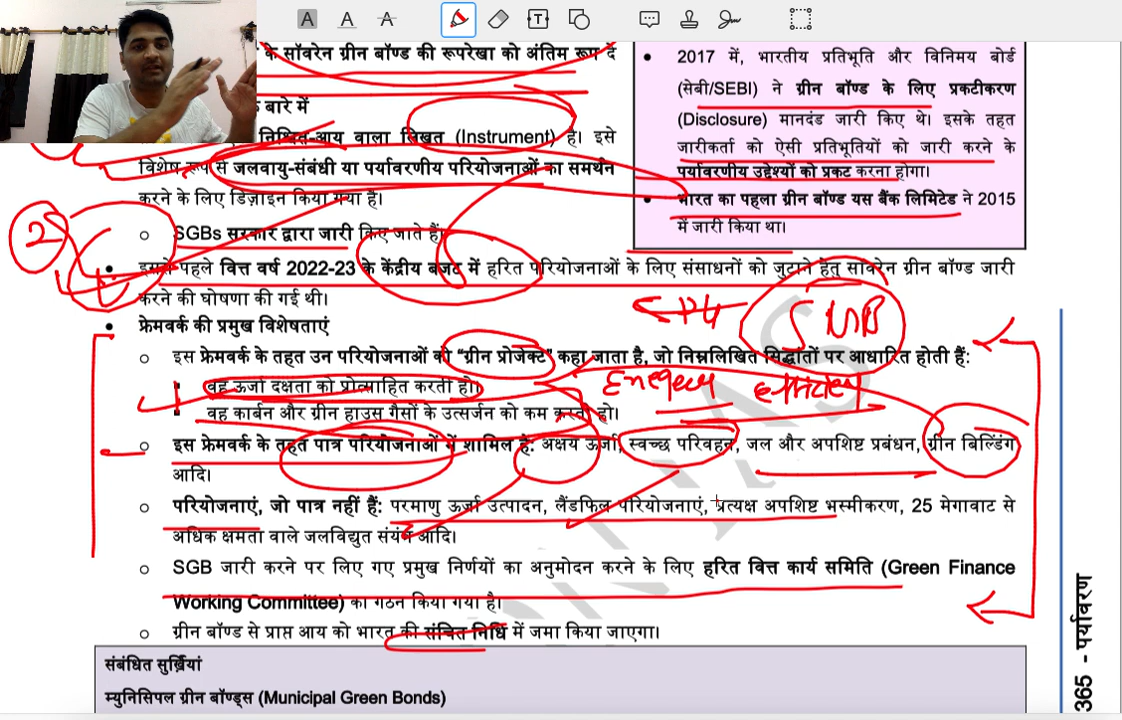 के सॉवरेन ग्रीन बॉण्ड की रूपरेखा को अंतिम रूप दे
के बारे में
निश्चित-आय वाला लिखत (Instrument) है। इसे
विशेष रूप से जलवायु-संबंधी या पर्यावरणीय परियोजनाओं का समर्थन
करने के लिए डिज़ाइन किया गया है।
० SGBs सरकार द्वारा जारी किए जाते हैं।
• 2017 में, भारतीय प्रतिभूति और विनिमय बोर्ड
(सेबी/SEBI) ने ग्रीन बॉण्ड के लिए प्रकटीकरण
(Disclosure) मानदंड जारी किए थे। इसके तहत
जारीकर्ता को ऐसी प्रतिभूतियों को जारी करने के
पर्यावरणीय उद्देश्यों को प्रकट करना होगा।
• भारत का पहला ग्रीन बॉण्ड यस बैंक लिमिटेड ने 2015
में जारी किया था।
• इससे पहले वित्त वर्ष 2022-23 के केंद्रीय बजट में हरित परियोजनाओं के लिए संसाधनों को जुटाने हेतु सॉवरेन ग्रीन बॉण्ड जारी
करने की घोषणा की गई थी।
• फ्रेमवर्क की प्रमुख विशेषताएं
० इस फ्रेमवर्क के तहत उन परियोजनाओं को "ग्रीन प्रोजेक्ट" कहा जाता है, जो निम्नलिखित सिद्धांतों पर आधारित होती हैं:
वह ऊर्जा दक्षता को प्रोत्साहित करती हो।
वह कार्बन और ग्रीन हाउस गैसों के उत्सर्जन को कम करती हो।
० इस फ्रेमवर्क के तहत पात्र परियोजनाओं में शामिल है: अक्षय ऊर्जा, स्वच्छ परिवहन, जल और अपशिष्ट प्रबंधन, ग्रीन बिल्डिंग
आदि।
० परियोजनाएं, जो पात्र नहीं हैं: परमाणु ऊर्जा उत्पादन, लैंडफिल परियोजनाएं, प्रत्यक्ष अपशिष्ट भस्मीकरण, 25 मेगावाट से
अधिक क्षमता वाले जलविद्युत संयंत्र आदि।
० SGB जारी करने पर लिए गए प्रमुख निर्णयों का अनुमोदन करने के लिए हरित वित्त कार्य समिति (Green Finance
Working Committee) का गठन किया गया है।
० ग्रीन बॉण्ड से प्राप्त आय को भारत की संचित निधि में जमा किया जाएगा।
संबंधित सुर्ख़ियां
म्युनिसिपल ग्रीन बॉण्ड्स (Municipal Green Bonds)
365 - पर्यावरण